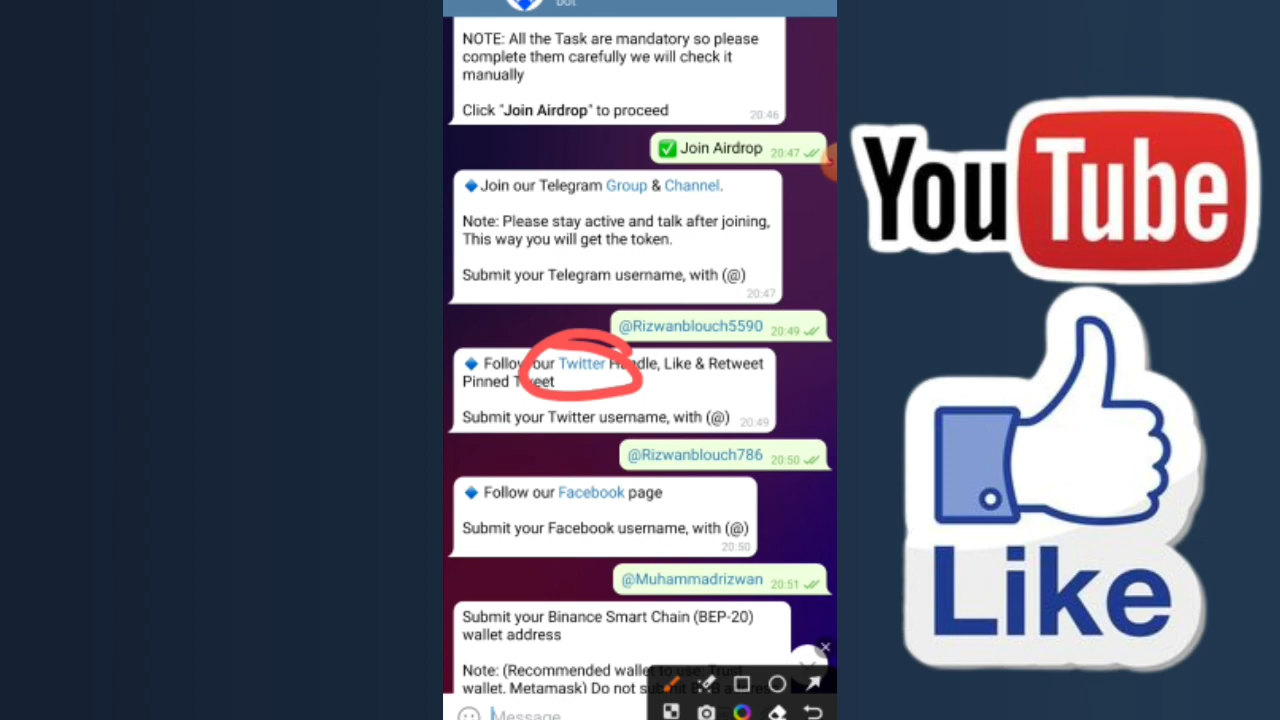 bot
NOTE: All the Task are mandatory so please
complete them carefully we will check it
manually
Click "Join Airdrop" to proceed
20:46
✅ Join Airdrop 20:47
Join our Telegram Group & Channel.
Note: Please stay active and talk after joining,
This way you will get the token.
Submit your Telegram username, with (@)
20:47
@Rizwanblouch5590 20:49
Follow our Twitter Handle, Like & Retweet
Pinned Tweet
Submit your Twitter username, with (@) 20:49
@Rizwanblouch786 20:50
Follow our Facebook page
Submit your Facebook username, with (@)
20:50
@Muhammadrizwan 20:51
Submit your Binance Smart Chain (BEP-20)
wallet address
Note: (Recommended wallet to use: Trust
wallet, Metamask) Do not submit BNB address
Message
YouTube
Like